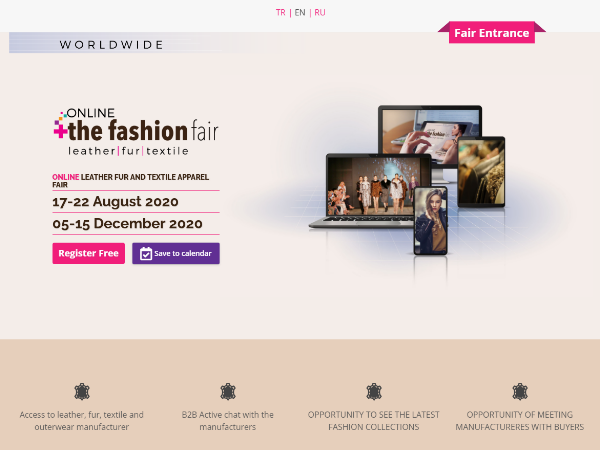 TR | EN | RU
Fair Entrance
WORLDWIDE
ONLINE
the fashion fair
leather|fur|textile
ONLINE LEATHER FUR AND TEXTILE APPAREL
FAIR
17-22 August 2020
05-15 December 2020
Register Free
Save to calendar
Access to leather, fur, textile and
outerwear manufacturer
B2B Active chat with the
manufacturers
OPPORTUNITY TO SEE THE LATEST
FASHION COLLECTIONS
OPPORTUNITY OF MEETING
MANUFACTURERES WITH BUYERS